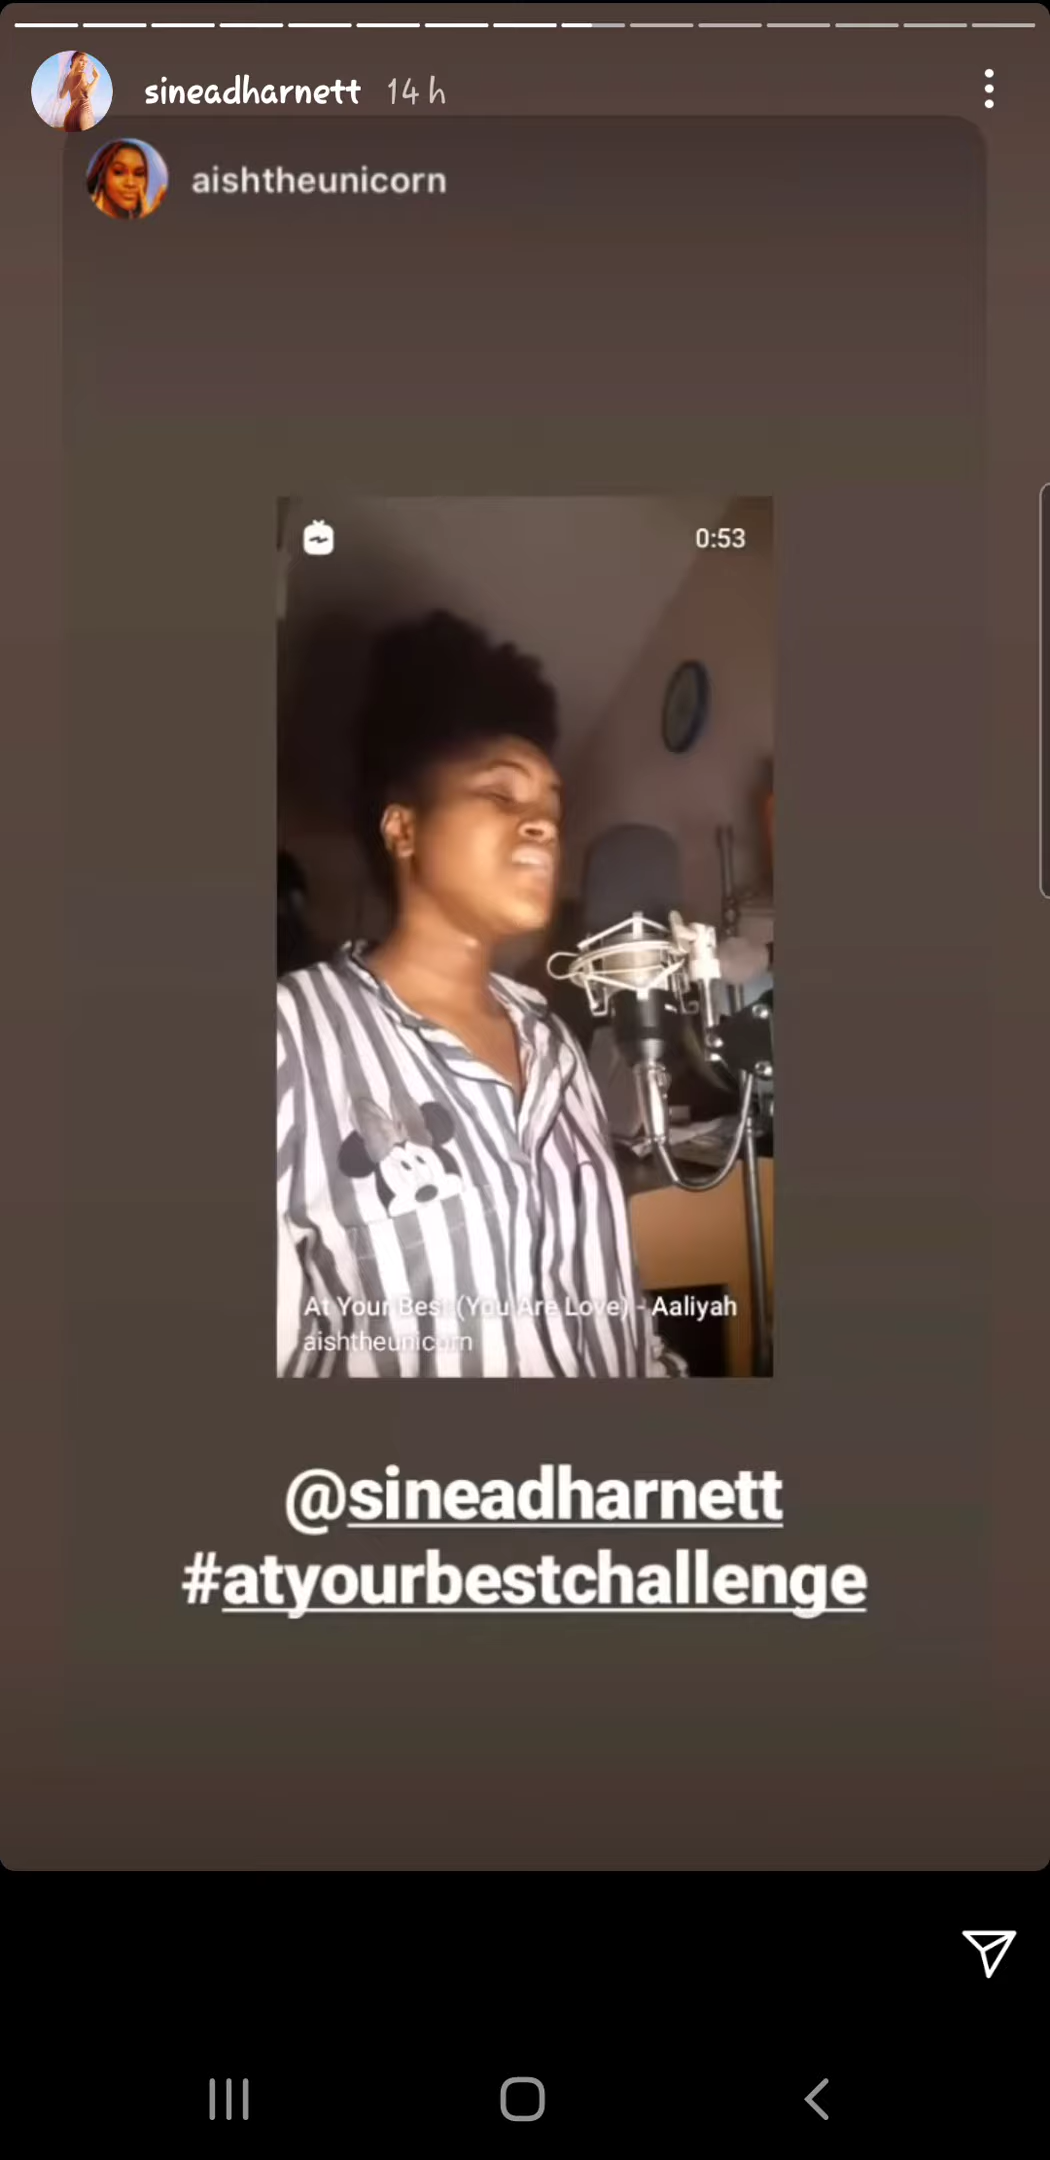 sineadharnett 14 h
aishtheunicorn
0:53
At Your Best (You Are Love) - Aaliyah
aishtheunicorn
@sineadharnett
#atyourbestchallenge